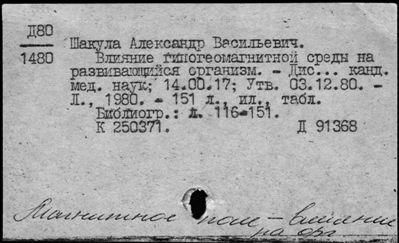 Д80
1480
Шакула Александр Васильевич.
Влияние гипогеомагнитной среды на
развивающийся организм. - Дис... канд.
мед. наук; 14.00.17; Утв. 03.12.80. -
Л., 1980. - 151 л., ил., табл.
Библиогр.: л. 116-151.
К 250371. Д 91368
Магнитное поле - влияние
на орг